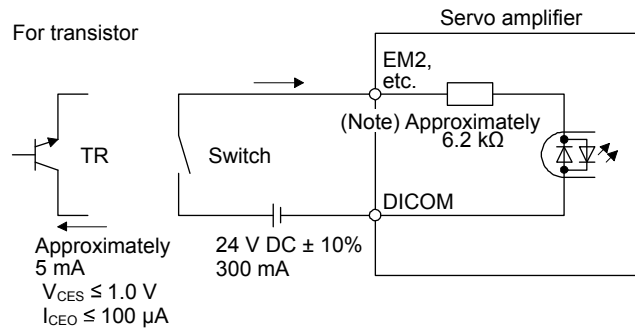 Servo amplifier
For transistor
EM2,
etc.
(Note) Approximately
6.2 kΩ
TR
Switch
DICOM
Approximately
5 mA
V_CES ≤ 1.0 V
I_CEO ≤ 100 µA
24 V DC ± 10%
300 mA